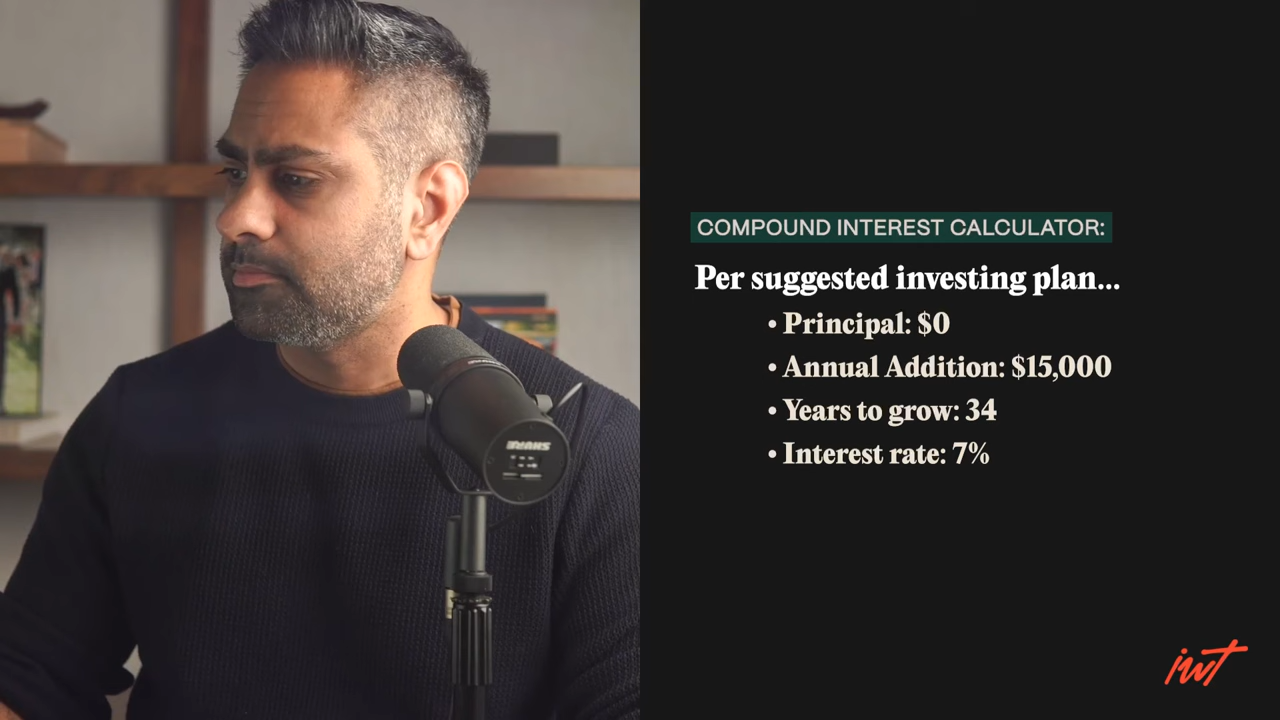 COMPOUND INTEREST CALCULATOR:
Per suggested investing plan...
• Principal: $0
• Annual Addition: $15,000
• Years to grow: 34
• Interest rate: 7%
iwt